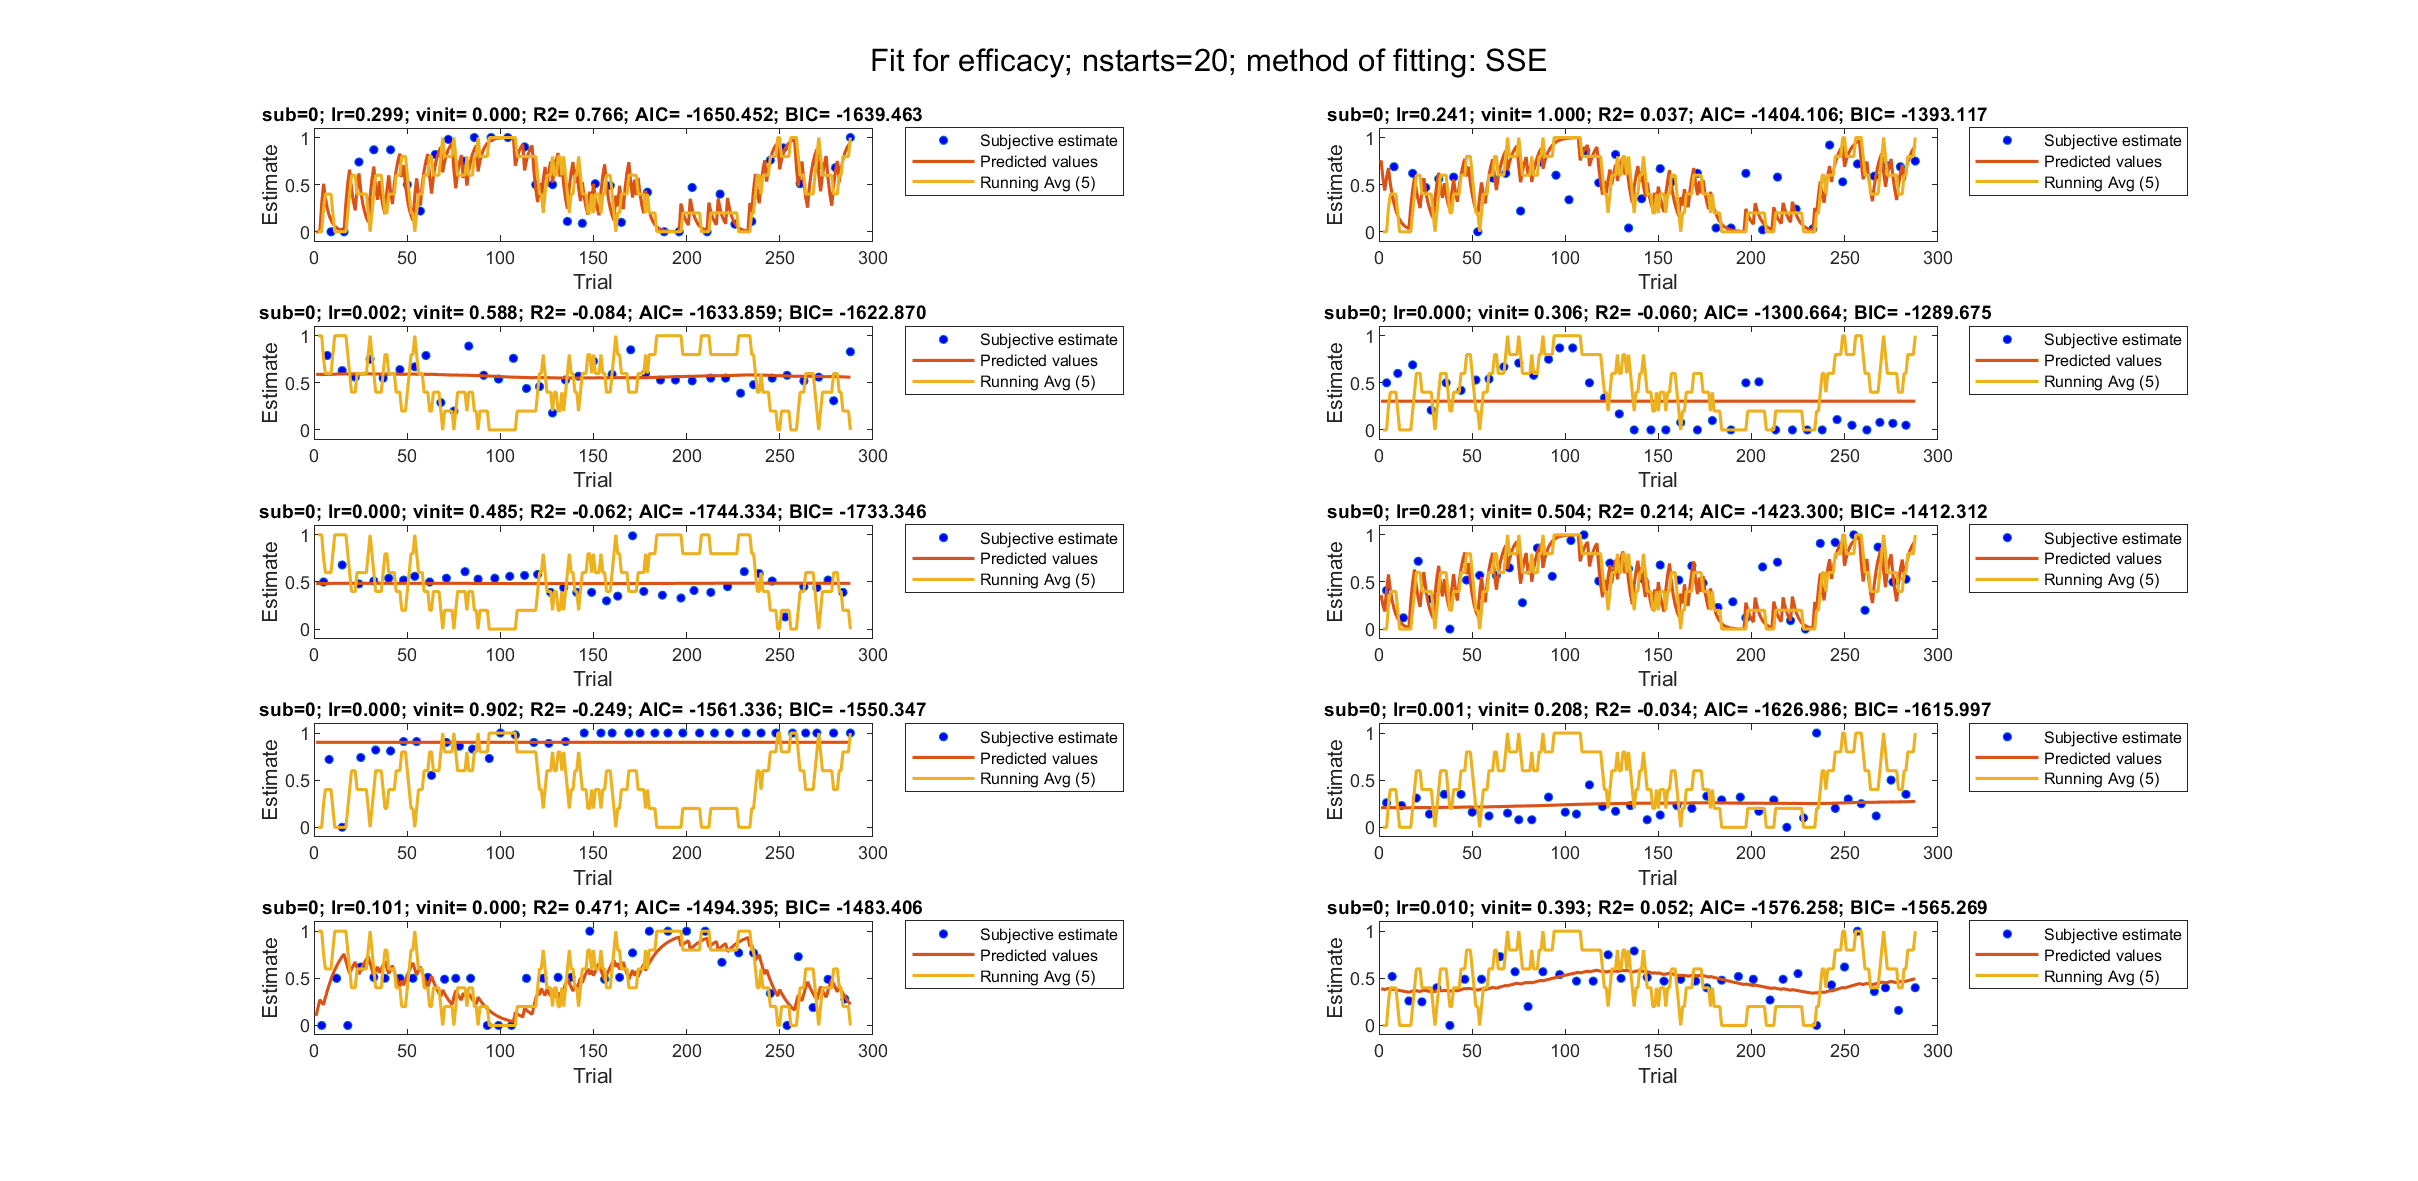 Fit for efficacy; nstarts=20; method of fitting: SSE
sub=0; lr=0.299; vinit= 0.000; R2= 0.766; AIC= -1650.452; BIC= -1639.463
Estimate
1
0.5
0
0 50 100 150 200 250 300
Trial
Subjective estimate
Predicted values
Running Avg (5)
sub=0; lr=0.241; vinit= 1.000; R2= 0.037; AIC= -1404.106; BIC= -1393.117
Estimate
1
0.5
0
0 50 100 150 200 250 300
Trial
Subjective estimate
Predicted values
Running Avg (5)
sub=0; lr=0.002; vinit= 0.588; R2= -0.084; AIC= -1633.859; BIC= -1622.870
Estimate
1
0.5
0
0 50 100 150 200 250 300
Trial
Subjective estimate
Predicted values
Running Avg (5)
sub=0; lr=0.000; vinit= 0.306; R2= -0.060; AIC= -1300.664; BIC= -1289.675
Estimate
1
0.5
0
0 50 100 150 200 250 300
Trial
Subjective estimate
Predicted values
Running Avg (5)
sub=0; lr=0.000; vinit= 0.485; R2= -0.062; AIC= -1744.334; BIC= -1733.346
Estimate
1
0.5
0
0 50 100 150 200 250 300
Trial
Subjective estimate
Predicted values
Running Avg (5)
sub=0; lr=0.281; vinit= 0.504; R2= 0.214; AIC= -1423.300; BIC= -1412.312
Estimate
1
0.5
0
0 50 100 150 200 250 300
Trial
Subjective estimate
Predicted values
Running Avg (5)
sub=0; lr=0.000; vinit= 0.902; R2= -0.249; AIC= -1561.336; BIC= -1550.347
Estimate
1
0.5
0
0 50 100 150 200 250 300
Trial
Subjective estimate
Predicted values
Running Avg (5)
sub=0; lr=0.001; vinit= 0.208; R2= -0.034; AIC= -1626.986; BIC= -1615.997
Estimate
1
0.5
0
0 50 100 150 200 250 300
Trial
Subjective estimate
Predicted values
Running Avg (5)
sub=0; lr=0.101; vinit= 0.000; R2= 0.471; AIC= -1494.395; BIC= -1483.406
Estimate
1
0.5
0
0 50 100 150 200 250 300
Trial
Subjective estimate
Predicted values
Running Avg (5)
sub=0; lr=0.010; vinit= 0.393; R2= 0.052; AIC= -1576.258; BIC= -1565.269
Estimate
1
0.5
0
0 50 100 150 200 250 300
Trial
Subjective estimate
Predicted values
Running Avg (5)